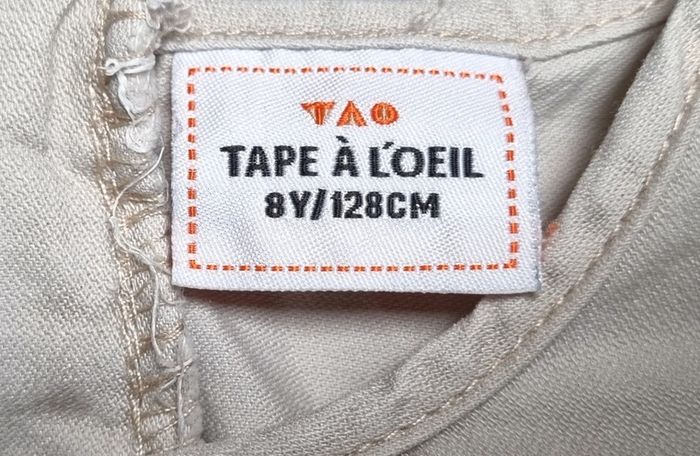 TAO
TAPE À L'OEIL
8Y/128CM